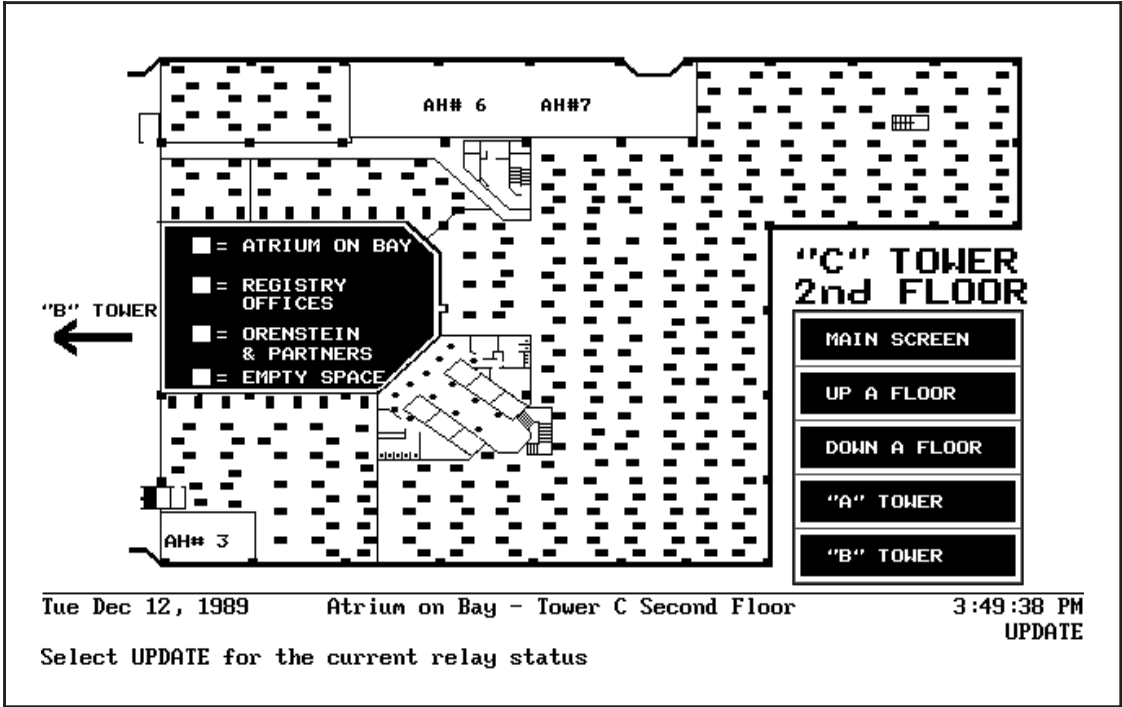 AH# 6 AH#7
= ATRIUM ON BAY
= REGISTRY
OFFICES
= ORENSTEIN
& PARTNERS
= EMPTY SPACE
"B" TOWER
AH# 3
"C" TOWER
2nd FLOOR
MAIN SCREEN
UP A FLOOR
DOWN A FLOOR
"A" TOWER
"B" TOWER
Tue Dec 12, 1989 Atrium on Bay - Tower C Second Floor 3:49:38 PM
UPDATE
Select UPDATE for the current relay status